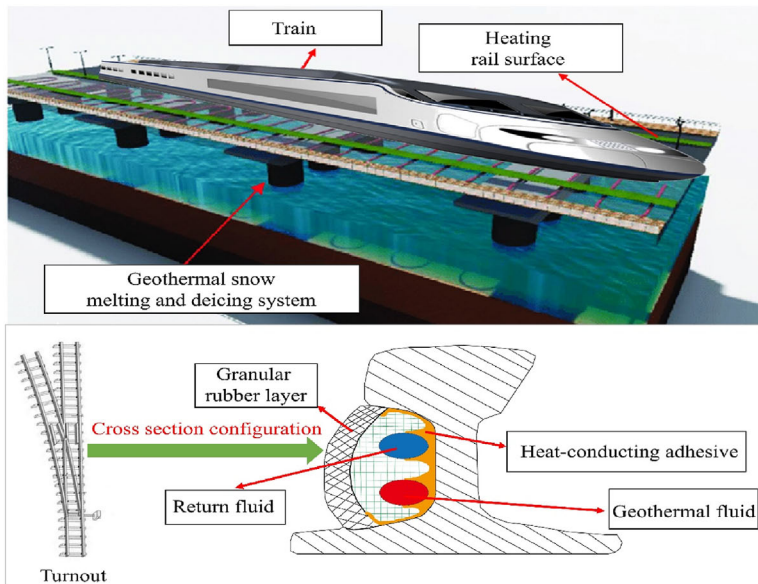 Train
Heating
rail surface
Geothermal snow
melting and deicing system
Granular
rubber layer
Cross section configuration
Heat-conducting adhesive
Return fluid
Geothermal fluid
Turnout